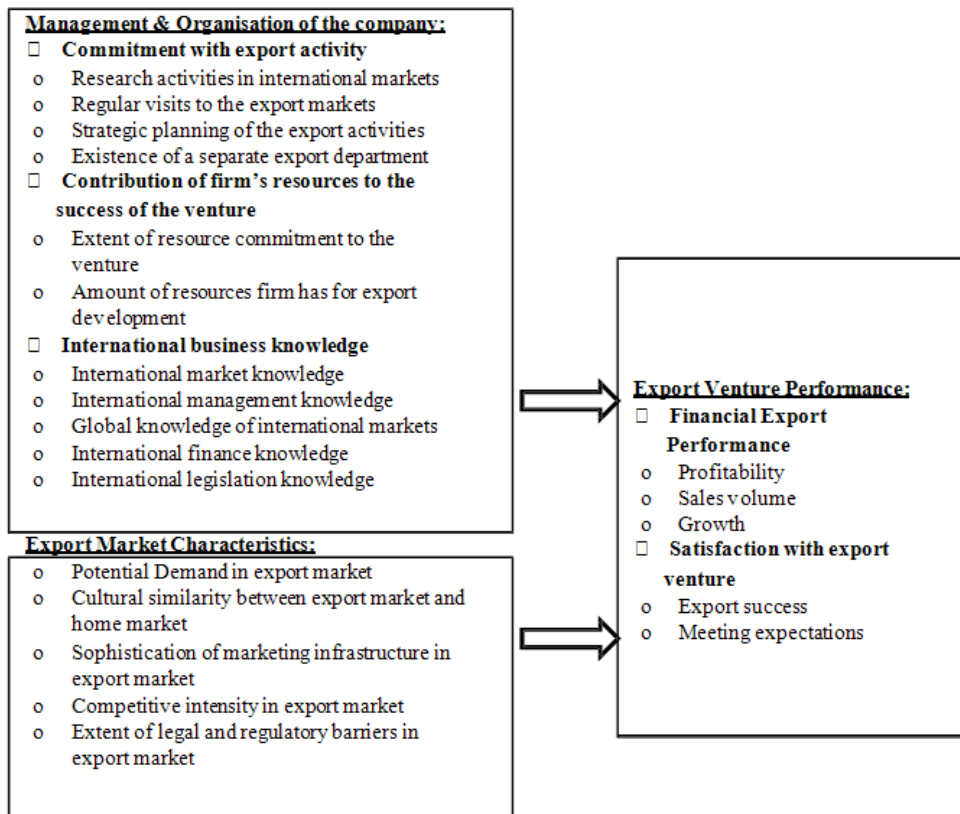 Management & Organisation of the company:
□ Commitment with export activity
o Research activities in international markets
o Regular visits to the export markets
o Strategic planning of the export activities
o Existence of a separate export department
□ Contribution of firm's resources to the
success of the venture
o Extent of resource commitment to the
venture
o Amount of resources firm has for export
development
□ International business knowledge
o International market knowledge
o International management knowledge
o Global knowledge of international markets
o International finance knowledge
o International legislation knowledge
Export Market Characteristics:
o Potential Demand in export market
o Cultural similarity between export market and
home market
o Sophistication of marketing infrastructure in
export market
o Competitive intensity in export market
o Extent of legal and regulatory barriers in
export market
Export Venture Performance:
□ Financial Export
Performance
o Profitability
o Sales volume
o Growth
□ Satisfaction with export
venture
o Export success
o Meeting expectations